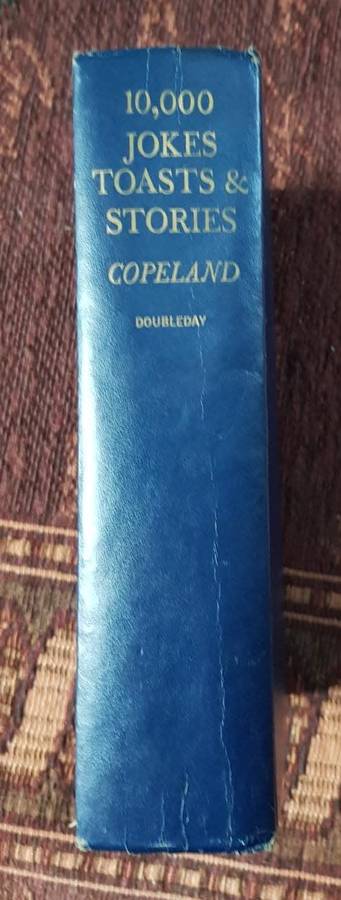 10,000
JOKES
TOASTS &
STORIES
COPELAND
DOUBLEDAY